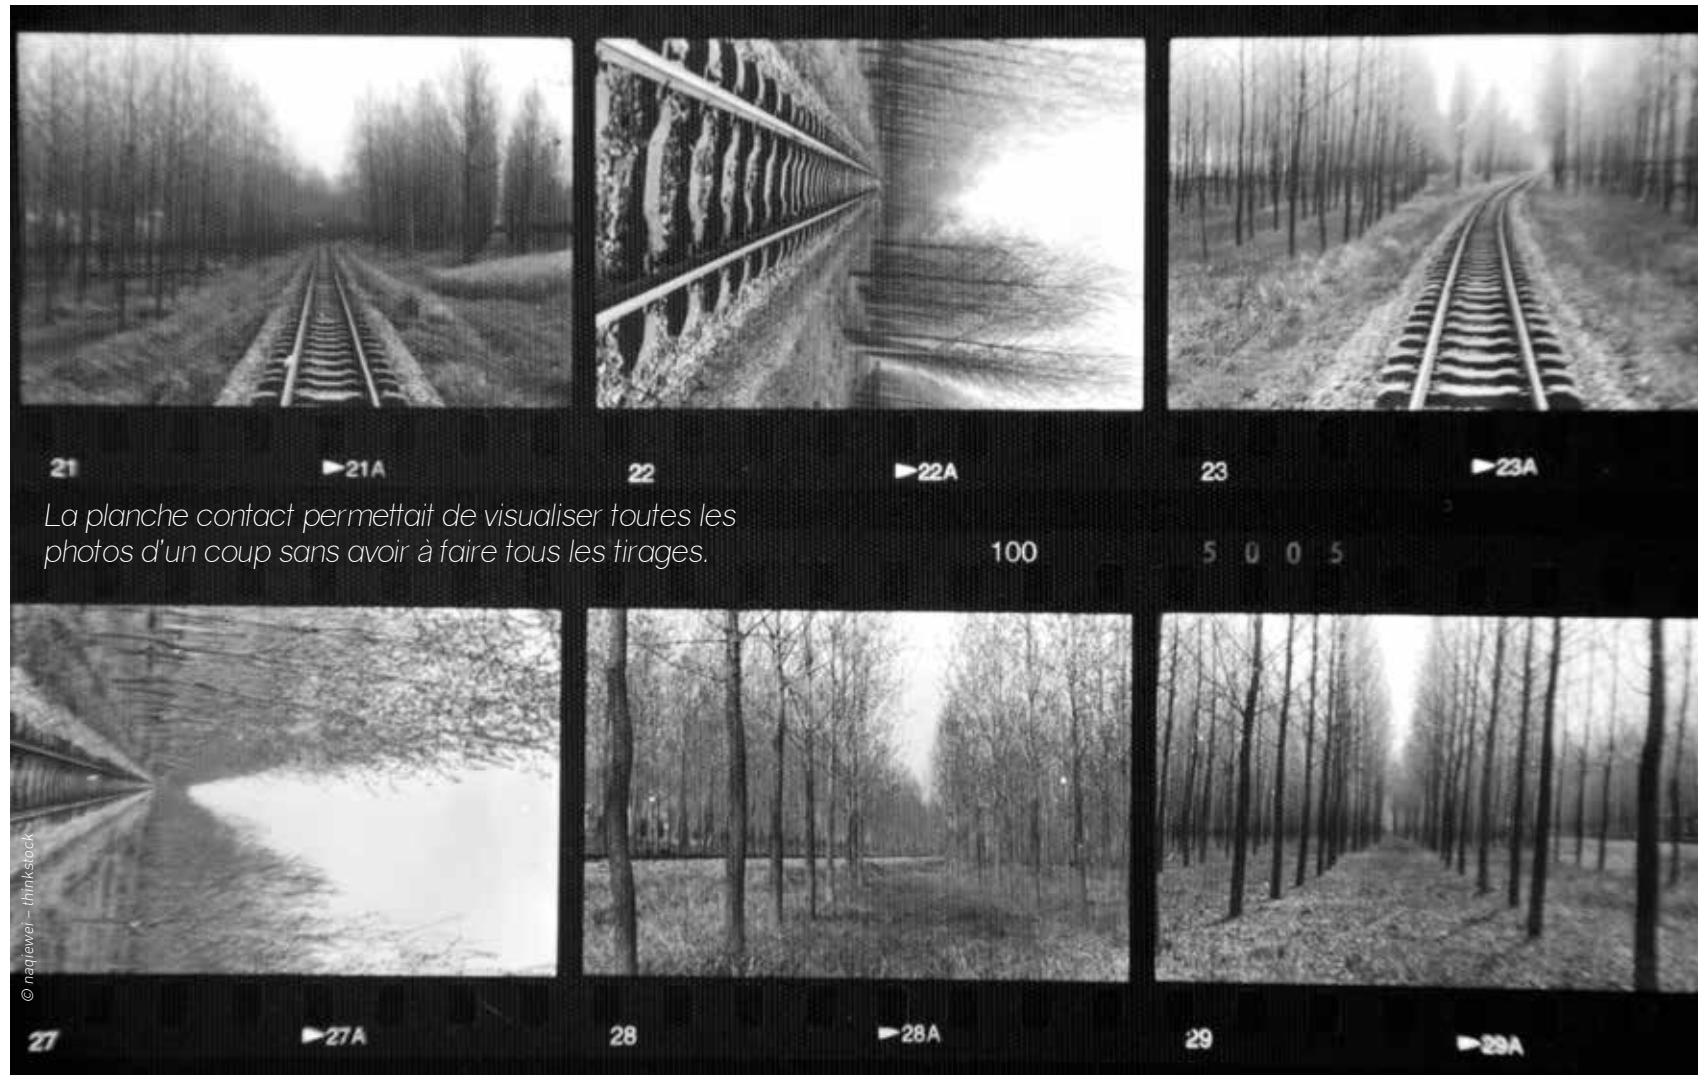 21 ▶21A 22 ▶22A 23 ▶23A
La planche contact permettait de visualiser toutes les
photos d'un coup sans avoir à faire tous les tirages.
100 5 0 0 5
© naqiewei – thinkstock
27 ▶27A 28 ▶28A 29 ▶29A